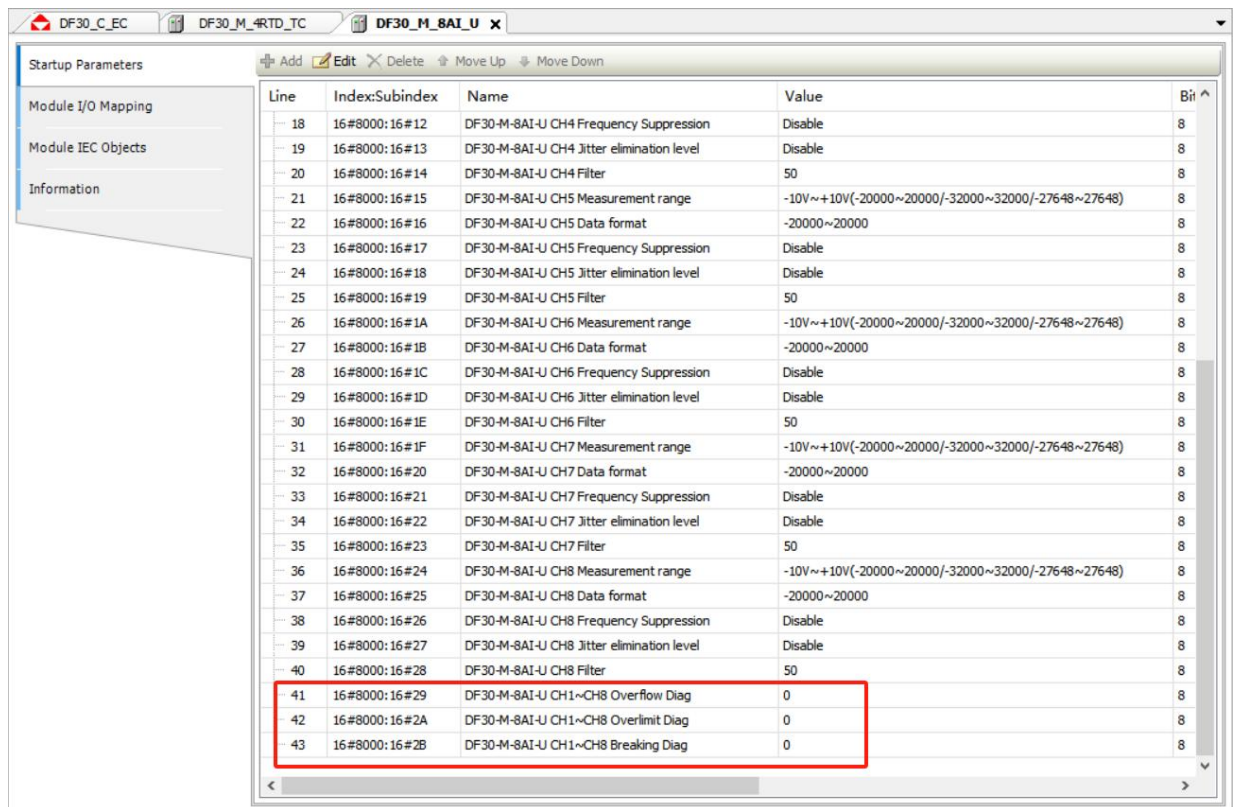 DF30_C_EC DF30_M_4RTD_TC DF30_M_8AI_U X
Startup Parameters
Module I/O Mapping
Module IEC Objects
Information
Add Edit Delete Move Up Move Down
Line Index:Subindex Name Value Bit
18 16#8000:16#12 DF30-M-8AI-U CH4 Frequency Suppression Disable 8
19 16#8000:16#13 DF30-M-8AI-U CH4 Jitter elimination level Disable 8
20 16#8000:16#14 DF30-M-8AI-U CH4 Filter 50 8
21 16#8000:16#15 DF30-M-8AI-U CH5 Measurement range -10V~+10V(-20000~20000/-32000~32000/-27648~27648) 8
22 16#8000:16#16 DF30-M-8AI-U CH5 Data format -20000~20000 8
23 16#8000:16#17 DF30-M-8AI-U CH5 Frequency Suppression Disable 8
24 16#8000:16#18 DF30-M-8AI-U CH5 Jitter elimination level Disable 8
25 16#8000:16#19 DF30-M-8AI-U CH5 Filter 50 8
26 16#8000:16#1A DF30-M-8AI-U CH6 Measurement range -10V~+10V(-20000~20000/-32000~32000/-27648~27648) 8
27 16#8000:16#1B DF30-M-8AI-U CH6 Data format -20000~20000 8
28 16#8000:16#1C DF30-M-8AI-U CH6 Frequency Suppression Disable 8
29 16#8000:16#1D DF30-M-8AI-U CH6 Jitter elimination level Disable 8
30 16#8000:16#1E DF30-M-8AI-U CH6 Filter 50 8
31 16#8000:16#1F DF30-M-8AI-U CH7 Measurement range -10V~+10V(-20000~20000/-32000~32000/-27648~27648) 8
32 16#8000:16#20 DF30-M-8AI-U CH7 Data format -20000~20000 8
33 16#8000:16#21 DF30-M-8AI-U CH7 Frequency Suppression Disable 8
34 16#8000:16#22 DF30-M-8AI-U CH7 Jitter elimination level Disable 8
35 16#8000:16#23 DF30-M-8AI-U CH7 Filter 50 8
36 16#8000:16#24 DF30-M-8AI-U CH8 Measurement range -10V~+10V(-20000~20000/-32000~32000/-27648~27648) 8
37 16#8000:16#25 DF30-M-8AI-U CH8 Data format -20000~20000 8
38 16#8000:16#26 DF30-M-8AI-U CH8 Frequency Suppression Disable 8
39 16#8000:16#27 DF30-M-8AI-U CH8 Jitter elimination level Disable 8
40 16#8000:16#28 DF30-M-8AI-U CH8 Filter 50 8
41 16#8000:16#29 DF30-M-8AI-U CH1~CH8 Overflow Diag 0 8
42 16#8000:16#2A DF30-M-8AI-U CH1~CH8 Overlimit Diag 0 8
43 16#8000:16#2B DF30-M-8AI-U CH1~CH8 Breaking Diag 0 8